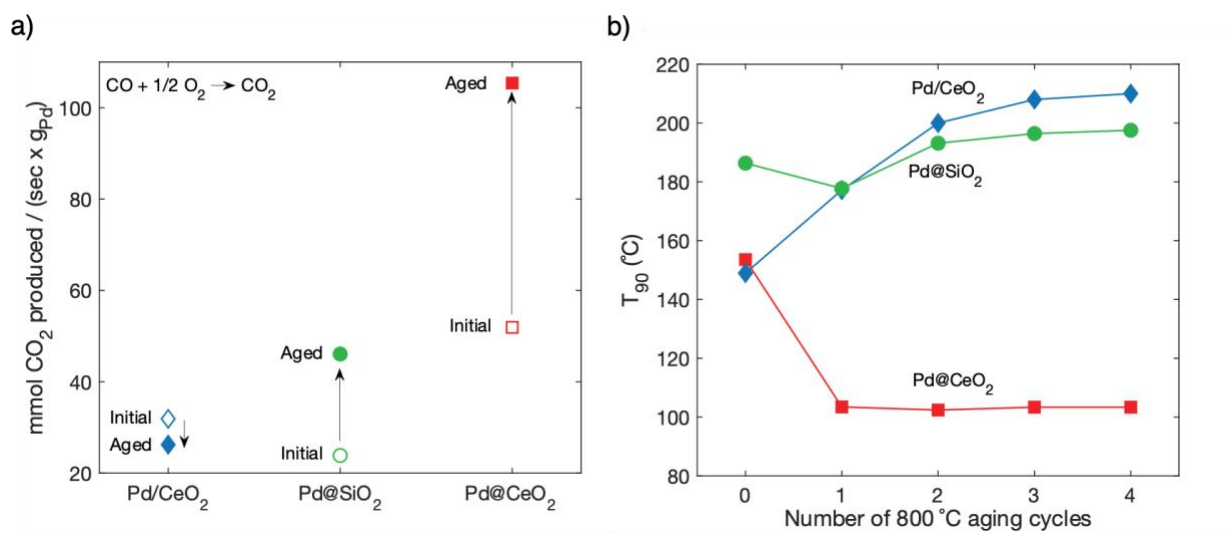 a)
CO + 1/2 O₂ → CO₂
mmol CO₂ produced / (sec x g_Pd)
100
80
60
40
20
Aged
Initial
Aged
Initial
Initial
Aged
Pd/CeO₂
Pd@SiO₂
Pd@CeO₂
b)
T₉₀ (˚C)
220
200
180
160
140
120
100
80
Pd/CeO₂
Pd@SiO₂
Pd@CeO₂
0 1 2 3 4
Number of 800 ˚C aging cycles